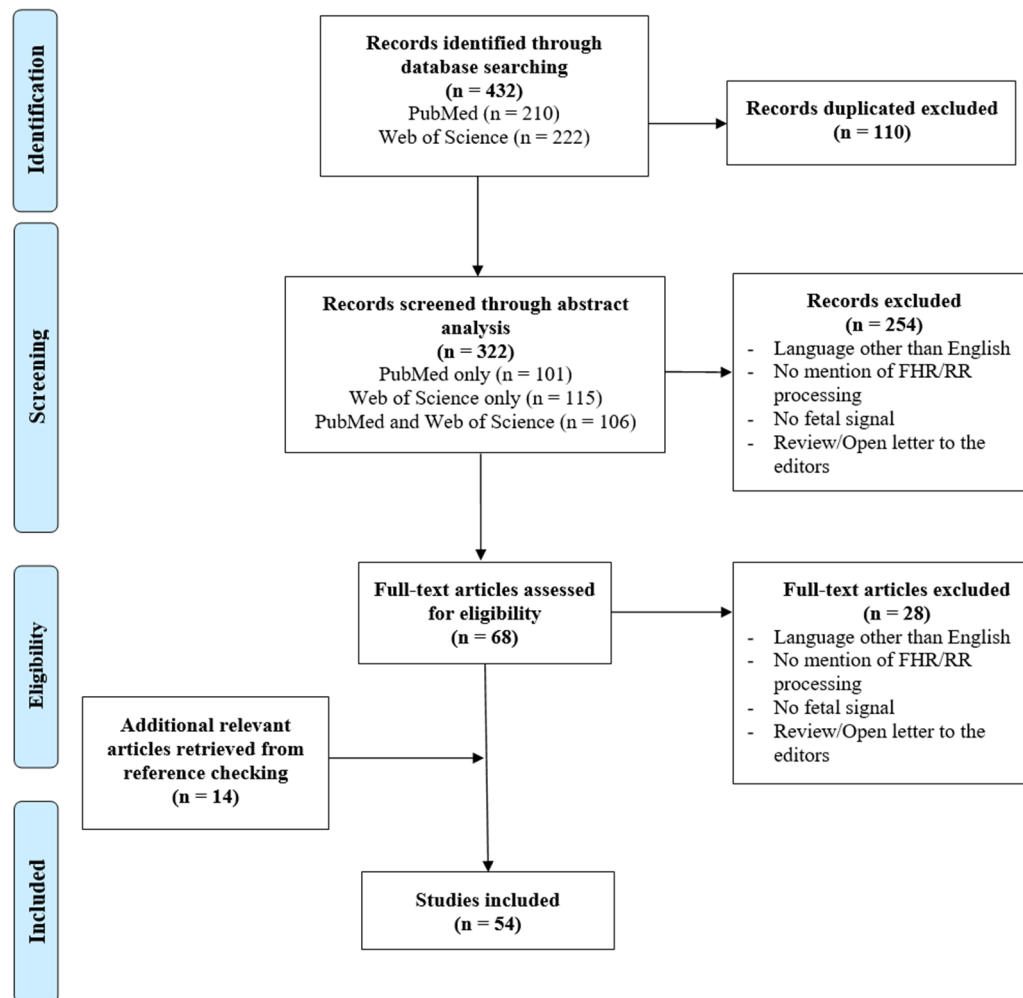 Identification
Records identified through
database searching
(n = 432)
PubMed (n = 210)
Web of Science (n = 222)
Records duplicated excluded
(n = 110)
Screening
Records screened through abstract
analysis
(n = 322)
PubMed only (n = 101)
Web of Science only (n = 115)
PubMed and Web of Science (n = 106)
Records excluded
(n = 254)
- Language other than English
- No mention of FHR/RR
processing
- No fetal signal
- Review/Open letter to the
editors
Eligibility
Full-text articles assessed
for eligibility
(n = 68)
Full-text articles excluded
(n = 28)
- Language other than English
- No mention of FHR/RR
processing
- No fetal signal
- Review/Open letter to the
editors
Additional relevant
articles retrieved from
reference checking
(n = 14)
Included
Studies included
(n = 54)